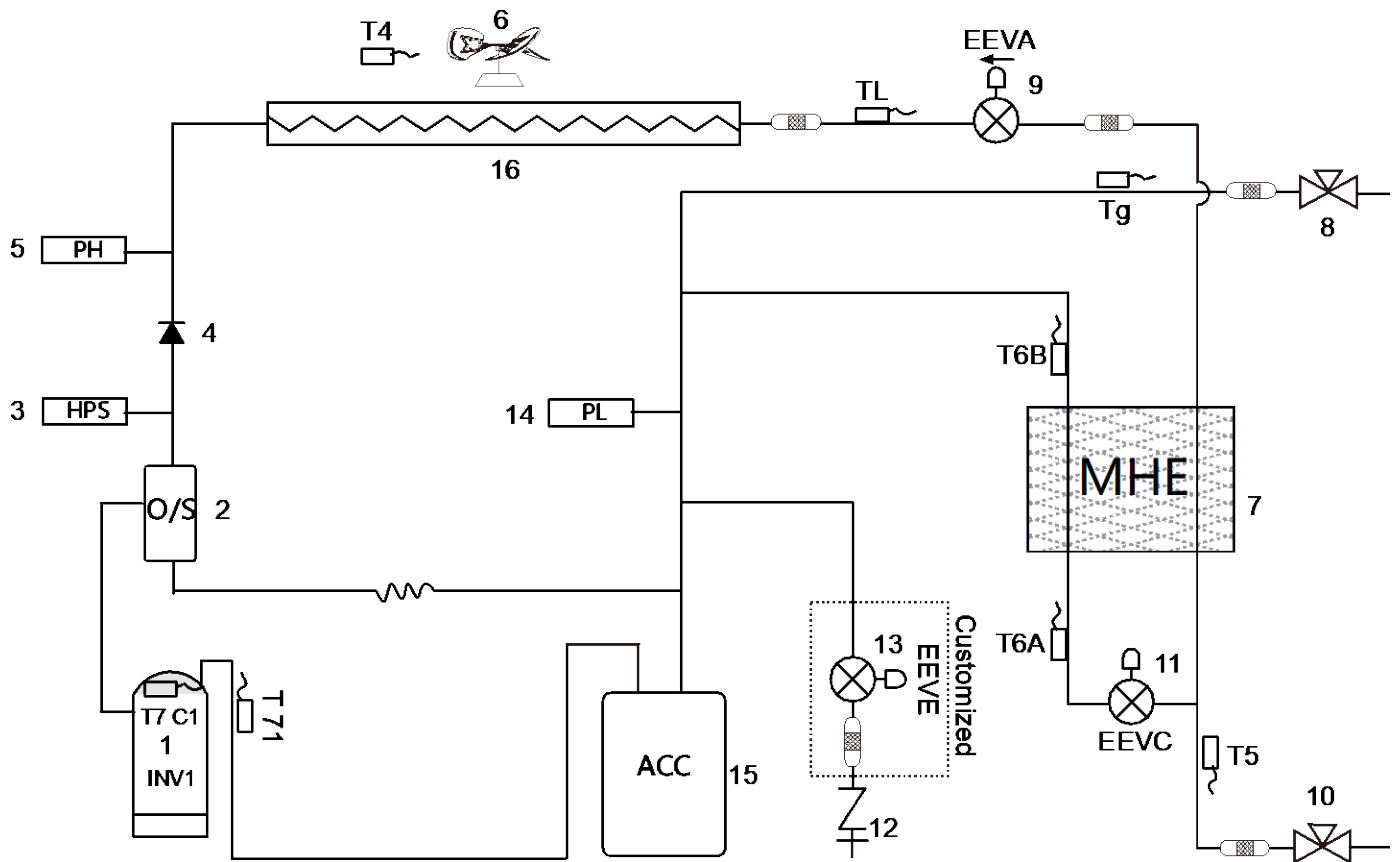 T4
6
EEVA
9
TL
16
Tg
8
5
PH
4
T6B
3
HPS
14
PL
MHE
7
O/S
2
T6A
11
EEVC
13
EEVE
Customized
T7 C1
1
INV1
T 71
ACC
15
T5
10
12